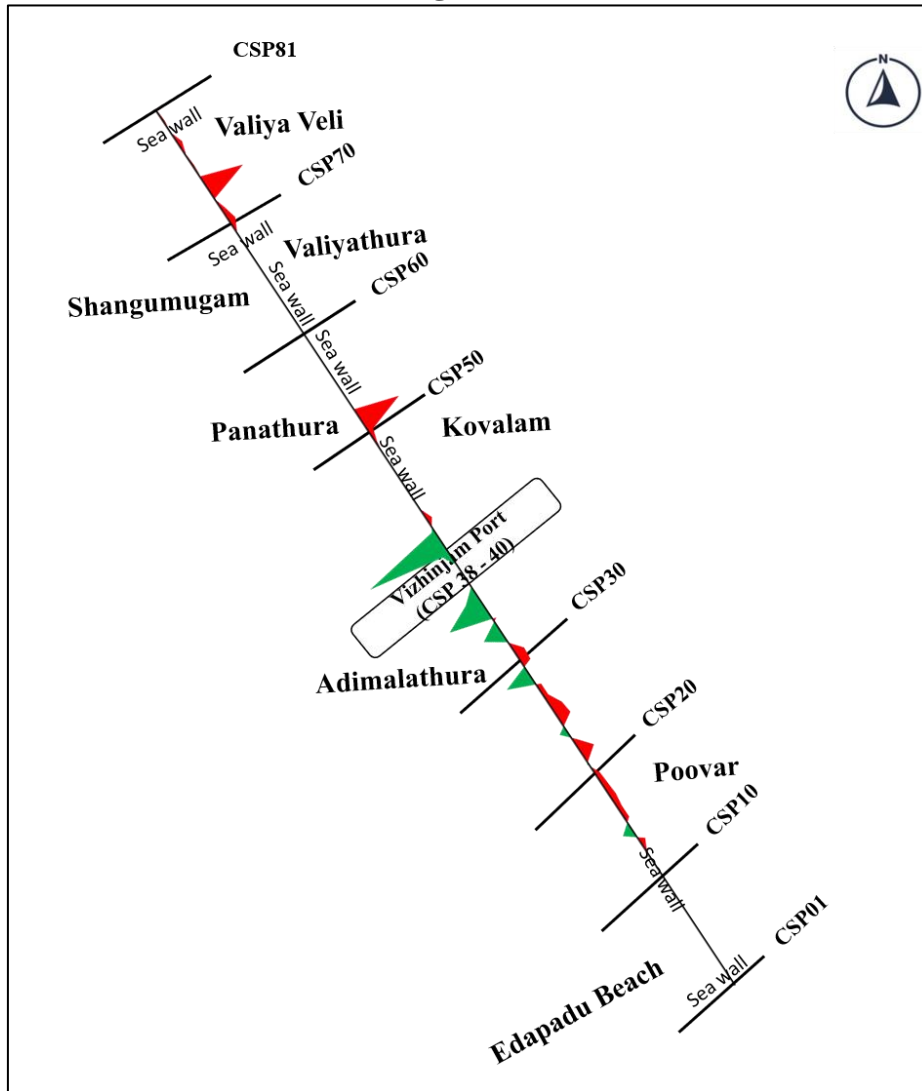 CSP81
N
Sea wall
Valiya Veli
CSP70
Sea wall
Valiyathura
Sea wall
CSP60
Shangumugam
Sea wall
CSP50
Panathura
Kovalam
Sea wall
Vizhinjam Port
(CSP 38 - 40)
CSP30
Adimalathura
CSP20
Poovar
CSP10
Sea wall
CSP01
Edapadu Beach
Sea wall